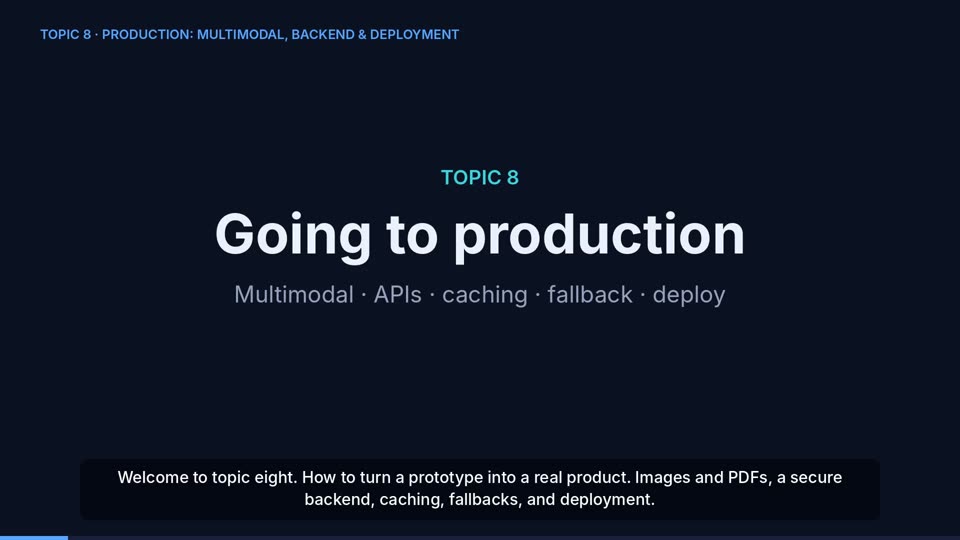 TOPIC 8 · PRODUCTION: MULTIMODAL, BACKEND & DEPLOYMENT
TOPIC 8
Going to production
Multimodal · APIs · caching · fallback · deploy
Welcome to topic eight. How to turn a prototype into a real product. Images and PDFs, a secure
backend, caching, fallbacks, and deployment.